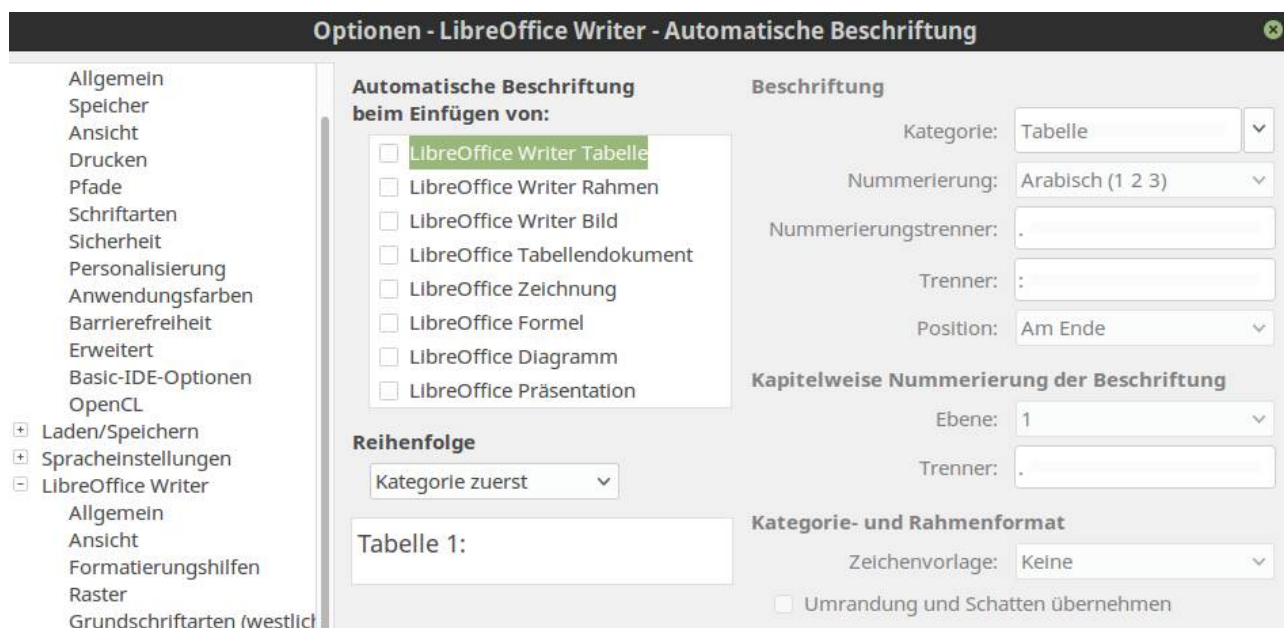 Optionen - LibreOffice Writer - Automatische Beschriftung
Allgemein
Speicher
Ansicht
Drucken
Pfade
Schriftarten
Sicherheit
Personalisierung
Anwendungsfarben
Barrierefreiheit
Erweitert
Basic-IDE-Optionen
OpenCL
Laden/Speichern
Spracheinstellungen
LibreOffice Writer
Allgemein
Ansicht
Formatierungshilfen
Raster
Grundschriftarten (westlich
Automatische Beschriftung
beim Einfügen von:
LibreOffice Writer Tabelle
LibreOffice Writer Rahmen
LibreOffice Writer Bild
LibreOffice Tabellendokument
LibreOffice Zeichnung
LibreOffice Formel
LibreOffice Diagramm
LibreOffice Präsentation
Reihenfolge
Kategorie zuerst
Tabelle 1:
Beschriftung
Kategorie: Tabelle
Nummerierung: Arabisch (1 2 3)
Nummerierungstrenner: .
Trenner: :
Position: Am Ende
Kapitelweise Nummerierung der Beschriftung
Ebene: 1
Trenner: .
Kategorie- und Rahmenformat
Zeichenvorlage: Keine
Umrandung und Schatten übernehmen